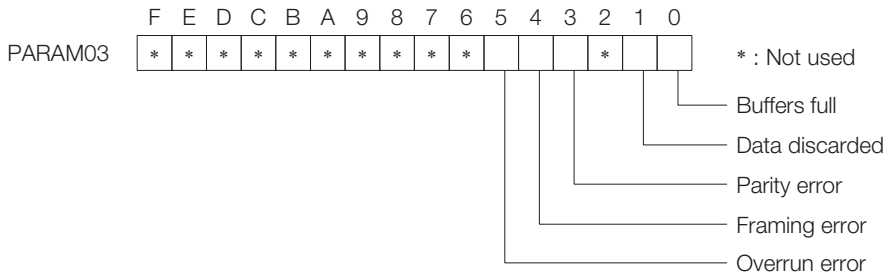 F E D C B A 9 8 7 6 5 4 3 2 1 0
PARAM03 * * * * * * * * * * * * : Not used
Buffers full
Data discarded
Parity error
Framing error
Overrun error